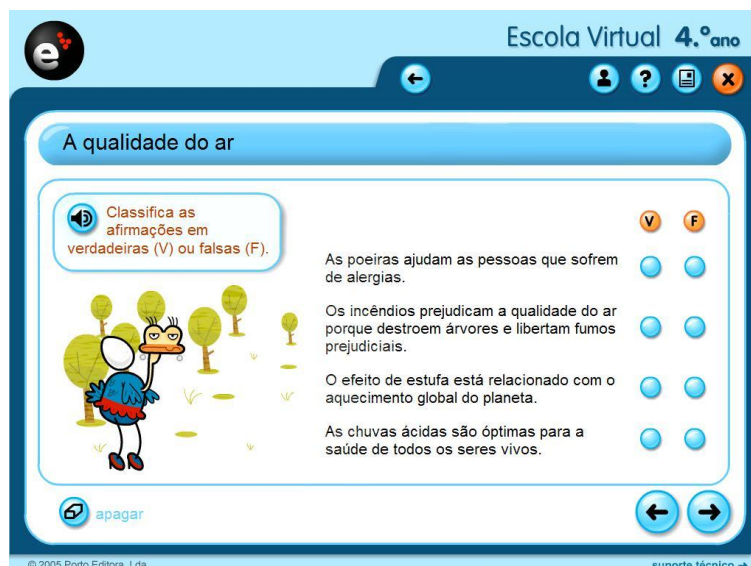 e
Escola Virtual 4.ºano
?
A qualidade do ar
Classifica as
afirmações em
verdadeiras (V) ou falsas (F).
V F
As poeiras ajudam as pessoas que sofrem
de alergias.
Os incêndios prejudicam a qualidade do ar
porque destroem árvores e libertam fumos
prejudiciais.
O efeito de estufa está relacionado com o
aquecimento global do planeta.
As chuvas ácidas são óptimas para a
saúde de todos os seres vivos.
apagar
© 2005 Porto Editora, Lda.
suporte técnico